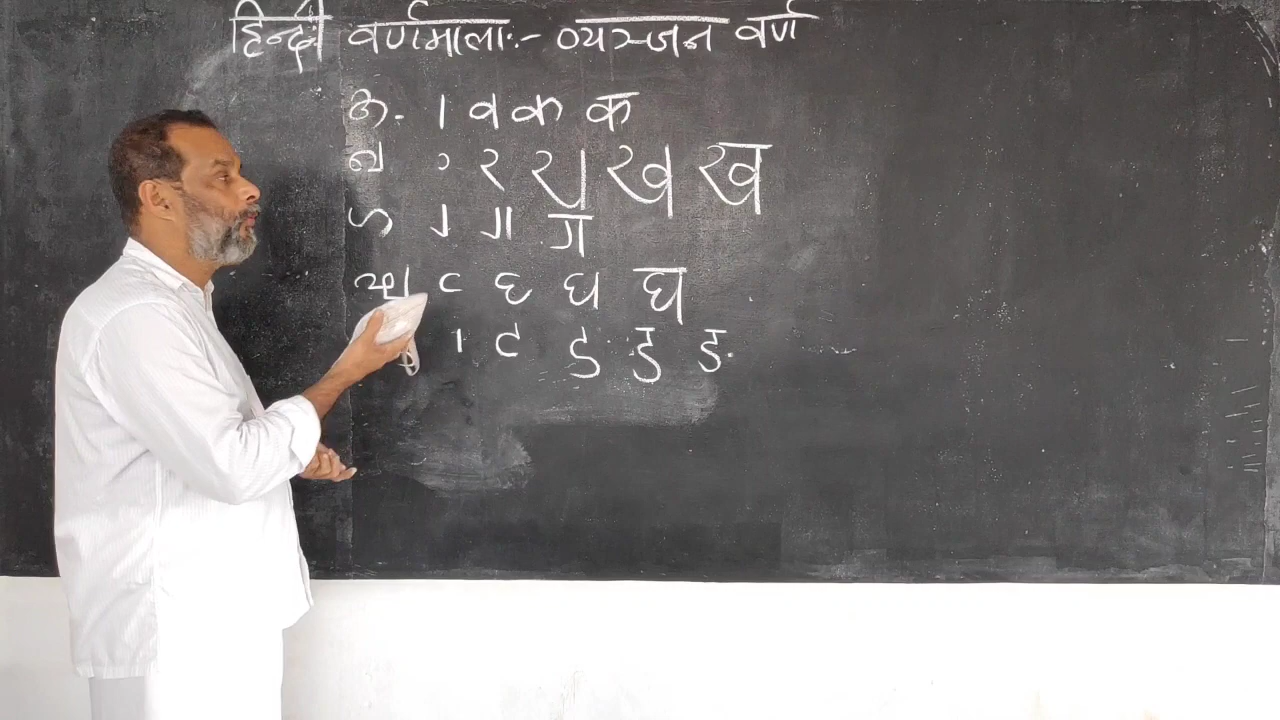 हिन्दी वर्णमालाः- व्यञ्जन वर्ण
ക. । व क क
ഖ र रा ख ख
ഗ ग
ഘ घ घ
। ट ङ ङ ङ